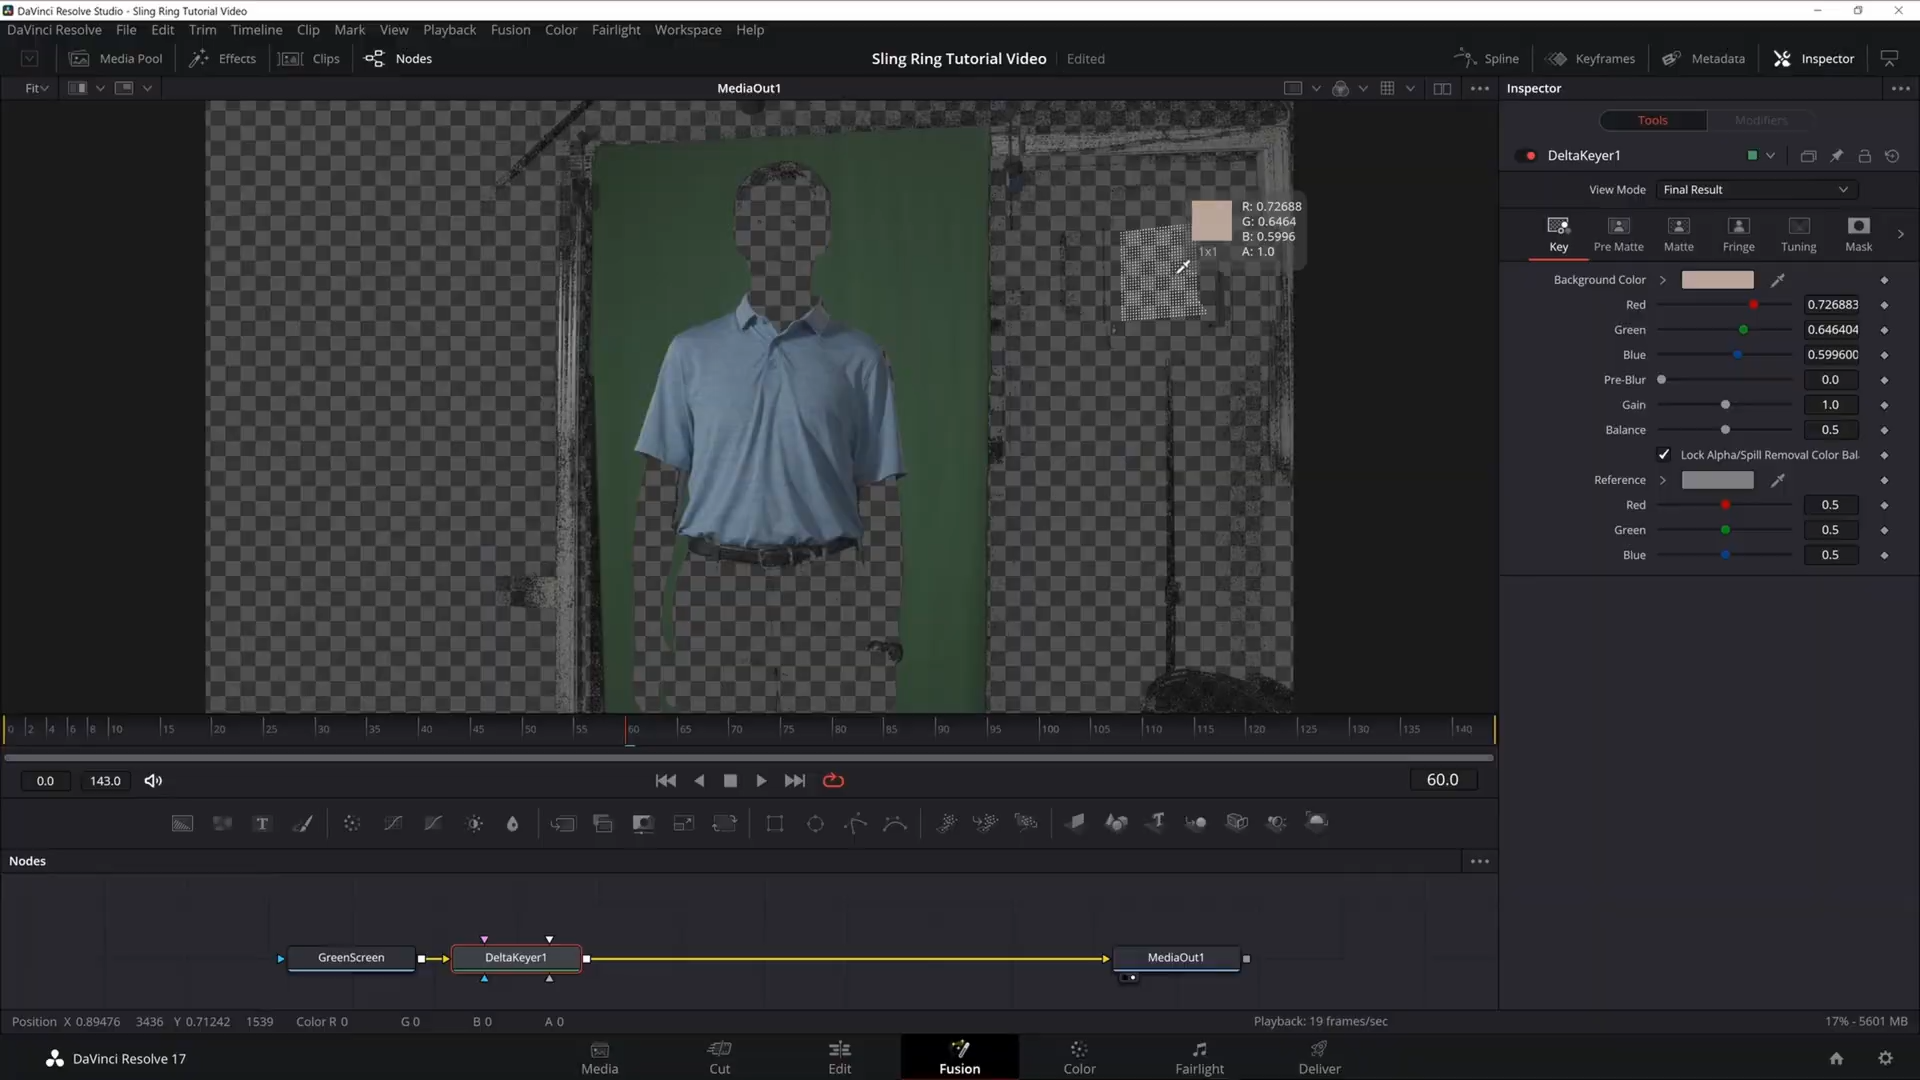 DaVinci Resolve Studio - Sling Ring Tutorial Video
DaVinci Resolve File Edit Trim Timeline Clip Mark View Playback Fusion Color Fairlight Workspace Help
Media Pool Effects Clips Nodes Sling Ring Tutorial Video Edited Spline Keyframes Metadata Inspector
Fit MediaOut1 Inspector
Tools Modifiers
DeltaKeyer1
View Mode Final Result
R: 0.72688
G: 0.6464
B: 0.5996
1x1 A: 1.0
Key Pre Matte Matte Fringe Tuning Mask
Background Color
Red 0.726883
Green 0.646404
Blue 0.599600
Pre-Blur 0.0
Gain 1.0
Balance 0.5
Lock Alpha/Spill Removal Color Bal
Reference
Red 0.5
Green 0.5
Blue 0.5
0 2 4 6 8 10 15 20 25 30 35 40 45 50 55 60 65 70 75 80 85 90 95 100 105 110 115 120 125 130 135 140
0.0 143.0 60.0
T
Nodes
GreenScreen DeltaKeyer1 MediaOut1
Position X 0.89476 3436 Y 0.71242 1539 Color R 0 G 0 B 0 A 0 Playback: 19 frames/sec 17% - 5601 MB
DaVinci Resolve 17 Media Cut Edit Fusion Color Fairlight Deliver